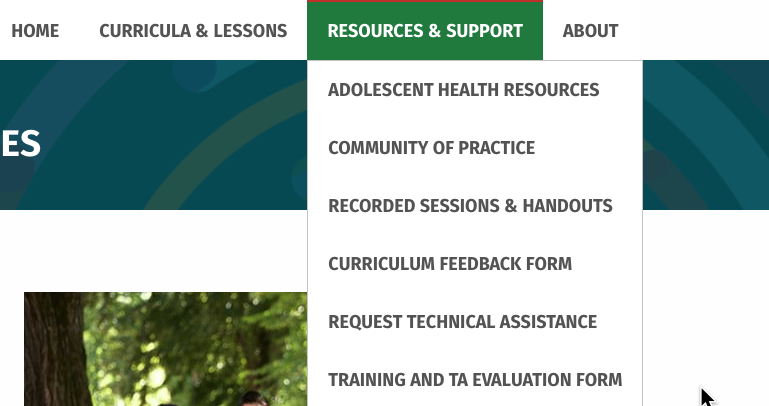 HOME CURRICULA & LESSONS RESOURCES & SUPPORT ABOUT
ES
ADOLESCENT HEALTH RESOURCES
COMMUNITY OF PRACTICE
RECORDED SESSIONS & HANDOUTS
CURRICULUM FEEDBACK FORM
REQUEST TECHNICAL ASSISTANCE
TRAINING AND TA EVALUATION FORM